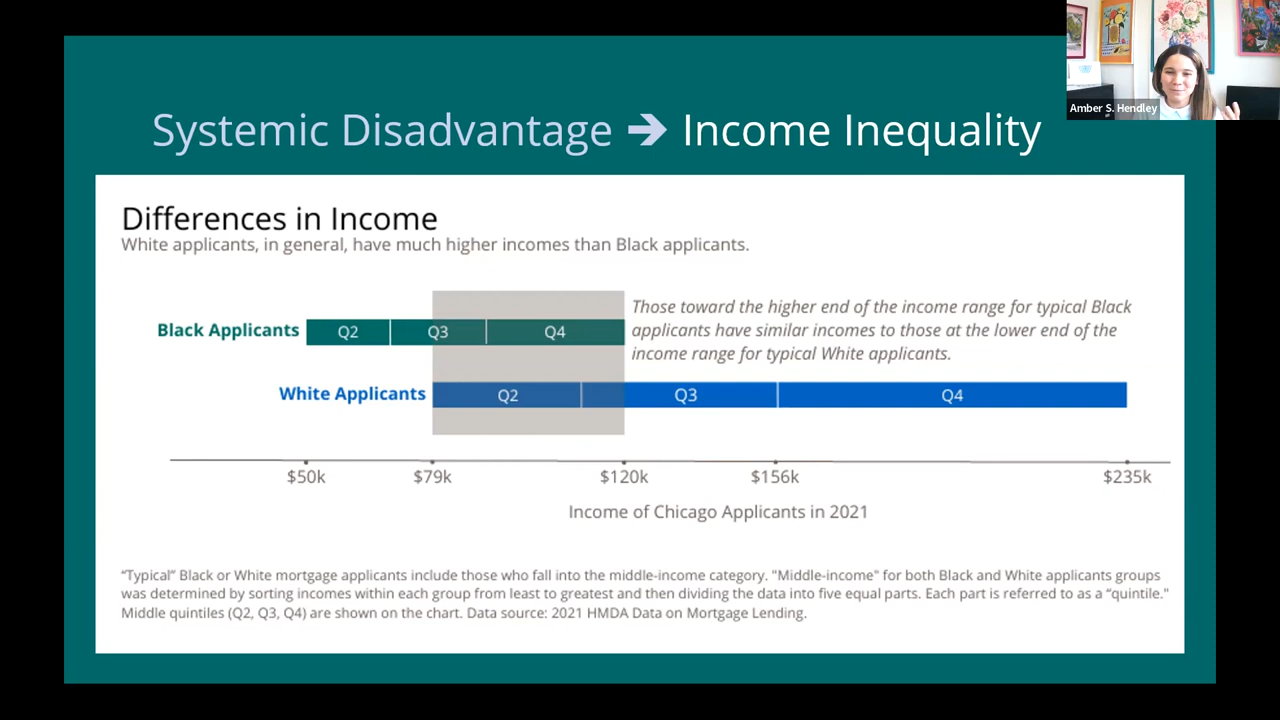 Amber S. Hendley
Systemic Disadvantage → Income Inequality
Differences in Income
White applicants, in general, have much higher incomes than Black applicants.
Those toward the higher end of the income range for typical Black
applicants have similar incomes to those at the lower end of the
income range for typical White applicants.
Black Applicants Q2 Q3 Q4
White Applicants Q2 Q3 Q4
$50k $79k $120k $156k $235k
Income of Chicago Applicants in 2021
“Typical” Black or White mortgage applicants include those who fall into the middle-income category. "Middle-income" for both Black and White applicants groups
was determined by sorting incomes within each group from least to greatest and then dividing the data into five equal parts. Each part is referred to as a “quintile."
Middle quintiles (Q2, Q3, Q4) are shown on the chart. Data source: 2021 HMDA Data on Mortgage Lending.